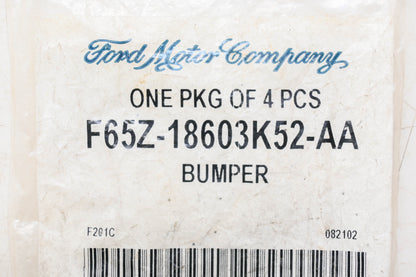 Ford Motor Company
ONE PKG OF 4 PCS
F65Z-18603K52-AA
BUMPER
F201C 082102